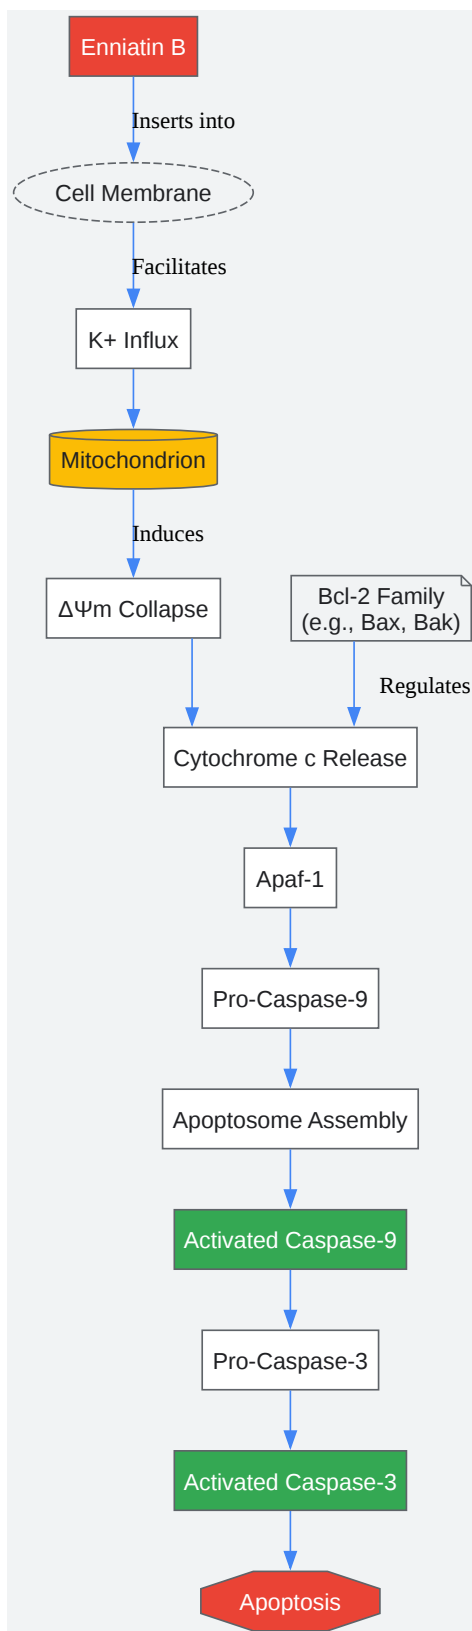 Enniatin B
Inserts into
Cell Membrane
Facilitates
K+ Influx
Mitochondrion
Induces
ΔΨm Collapse
Bcl-2 Family
(e.g., Bax, Bak)
Regulates
Cytochrome c Release
Apaf-1
Pro-Caspase-9
Apoptosome Assembly
Activated Caspase-9
Pro-Caspase-3
Activated Caspase-3
Apoptosis